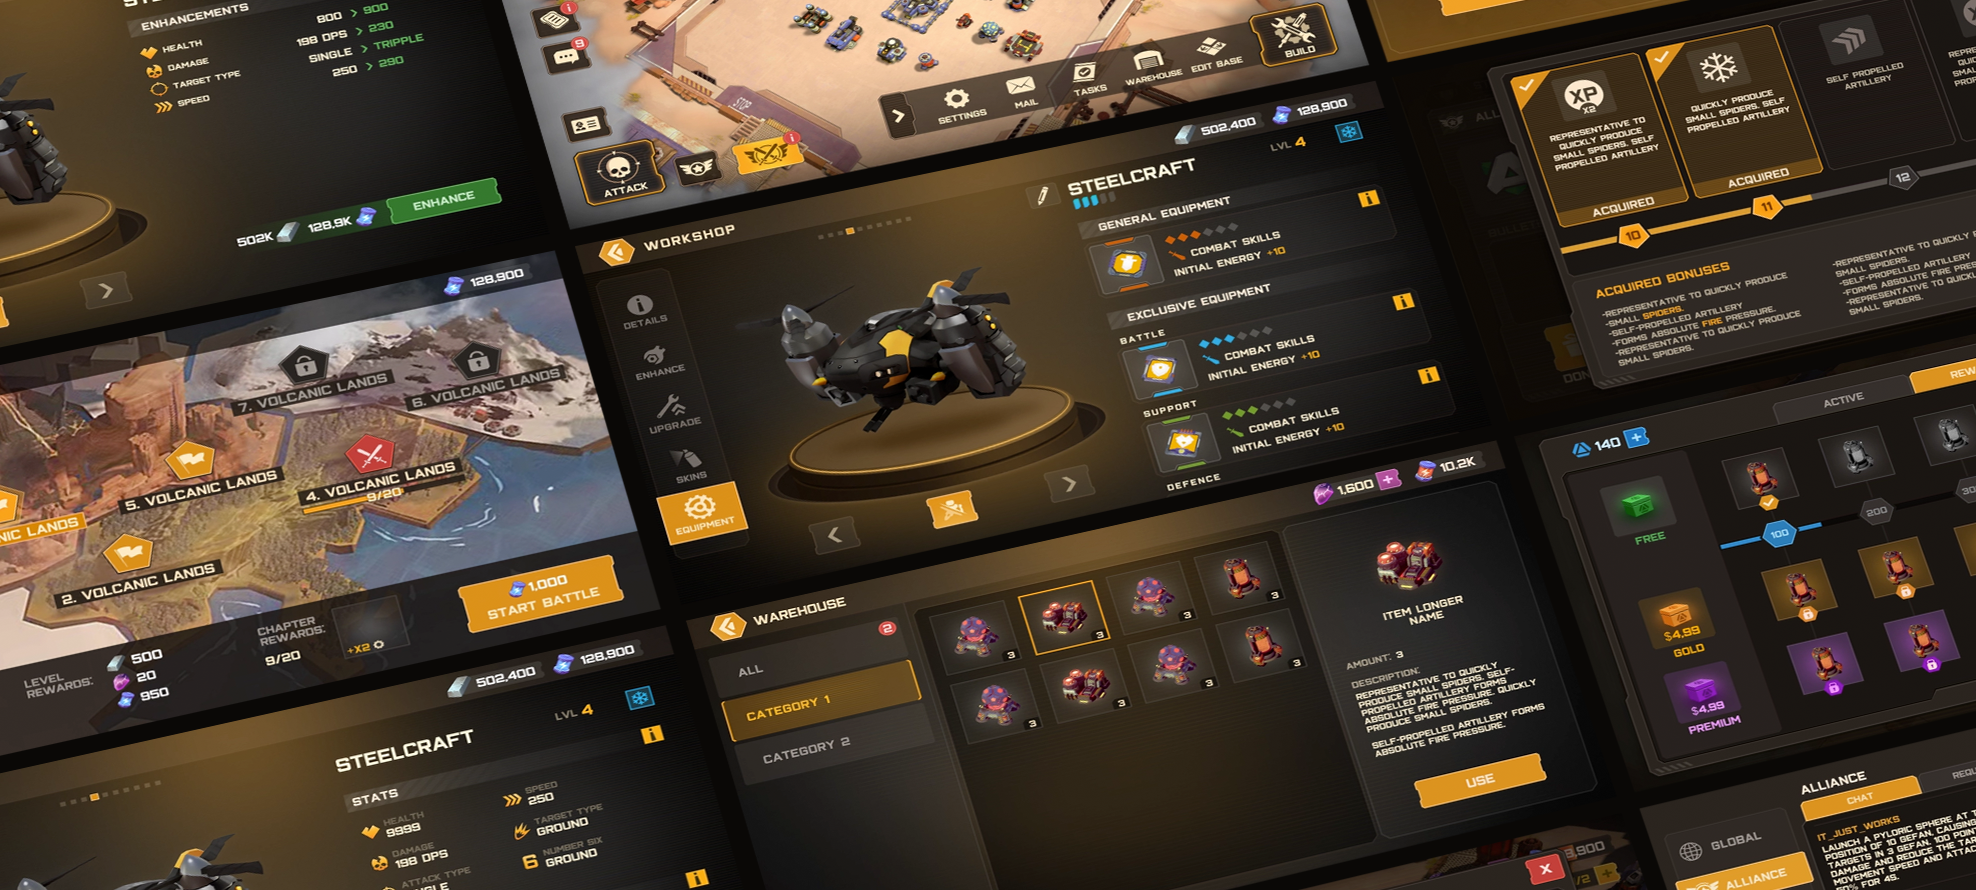 ENHANCEMENTS
HEALTH 800 > 900
DAMAGE 198 DPS > 230
TARGET TYPE SINGLE > TRIPPLE
SPEED 250 > 290
502K 128.9K ENHANCE
9
SETTINGS
MAIL
TASKS
WAREHOUSE
EDIT BASE
BUILD
ATTACK
STOP
XP
X2
REPRESENTATIVE TO
QUICKLY PRODUCE
SMALL SPIDERS. SELF
PROPELLED ARTILLERY
ACQUIRED
QUICKLY PRODUCE
SMALL SPIDERS. SELF
PROPELLED ARTILLERY
ACQUIRED
SELF PROPELLED
ARTILLERY
10
11
12
ACQUIRED BONUSES
-REPRESENTATIVE TO QUICKLY PRODUCE
-SMALL SPIDERS.
-SELF-PROPELLED ARTILLERY
-FORMS ABSOLUTE FIRE PRESSURE.
-REPRESENTATIVE TO QUICKLY PRODUCE
SMALL SPIDERS.
-REPRESENTATIVE TO QUICKLY
SMALL SPIDERS.
-SELF-PROPELLED ARTILLERY
-FORMS ABSOLUTE FIRE
-REPRESENTATIVE TO
SMALL SPIDERS.
502,400 128,900
WORKSHOP
DETAILS
ENHANCE
UPGRADE
SKINS
EQUIPMENT
STEELCRAFT
LVL 4
GENERAL EQUIPMENT
COMBAT SKILLS
INITIAL ENERGY +10
EXCLUSIVE EQUIPMENT
BATTLE
COMBAT SKILLS
INITIAL ENERGY +10
SUPPORT
COMBAT SKILLS
INITIAL ENERGY +10
DEFENCE
128,900
7. VOLCANIC LANDS
6. VOLCANIC LANDS
5. VOLCANIC LANDS
4. VOLCANIC LANDS
9/20
LANDS
2. VOLCANIC LANDS
LEVEL
REWARDS:
500
20
950
CHAPTER
REWARDS:
9/20
+X2
1,000
START BATTLE
ACTIVE
140
FREE
$4,99
GOLD
$4,99
PREMIUM
100
200
1,600 10.2K
WAREHOUSE
2
ALL
CATEGORY 1
CATEGORY 2
3
3
3
3
3
3
3
3
ITEM LONGER
NAME
AMOUNT: 3
DESCRIPTION:
REPRESENTATIVE TO QUICKLY
PRODUCE SMALL SPIDERS. SELF-
PROPELLED ARTILLERY FORMS
ABSOLUTE FIRE PRESSURE. QUICKLY
PRODUCE SMALL SPIDERS.
SELF-PROPELLED ARTILLERY FORMS
ABSOLUTE FIRE PRESSURE.
USE
502,400 128,900
STEELCRAFT
LVL 4
STATS
HEALTH
9999
SPEED
250
DAMAGE
198 DPS
TARGET TYPE
GROUND
ATTACK TYPE
6
NUMBER SIX
GROUND
X
ALLIANCE
CHAT
GLOBAL
ALLIANCE
IT_JUST_WORKS
LAUNCH A PYLORIC SPHERE AT
POSITION OF 10 GEFAN, CAUSING
TARGETS IN 3 GEFAN. 100
DAMAGE AND REDUCE THE
MOVEMENT SPEED AND
50% FOR 4S.